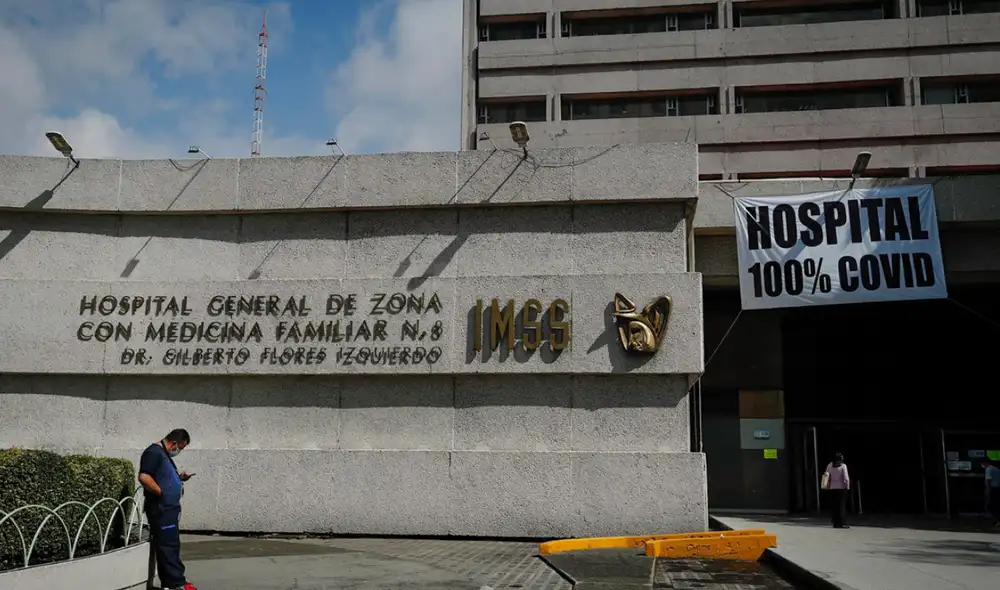 HOSPITAL GENERAL DE ZONA
CON MEDICINA FAMILIAR N. 8
DR. GILBERTO FLORES IZQUIERDO
IMSS
HOSPITAL
100% COVID